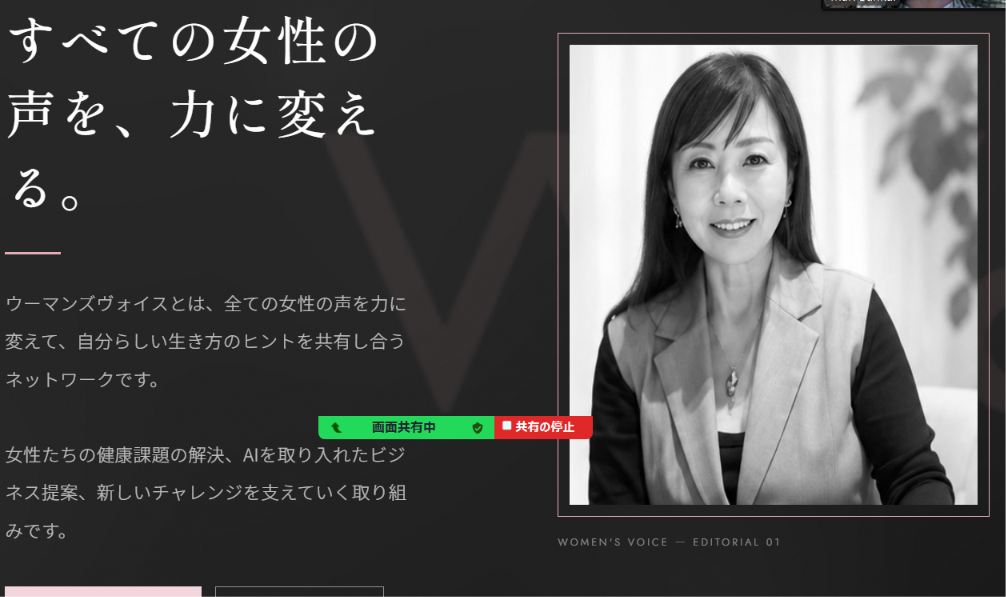 すべての女性の
声を、力に変え
る。
ウーマンズヴォイスとは、全ての女性の声を力に
変えて、自分らしい生き方のヒントを共有し合う
ネットワークです。
画面共有中
共有の停止
女性たちの健康課題の解決、AIを取り入れたビジ
ネス提案、新しいチャレンジを支えていく取り組
みです。
WOMEN'S VOICE — EDITORIAL 01